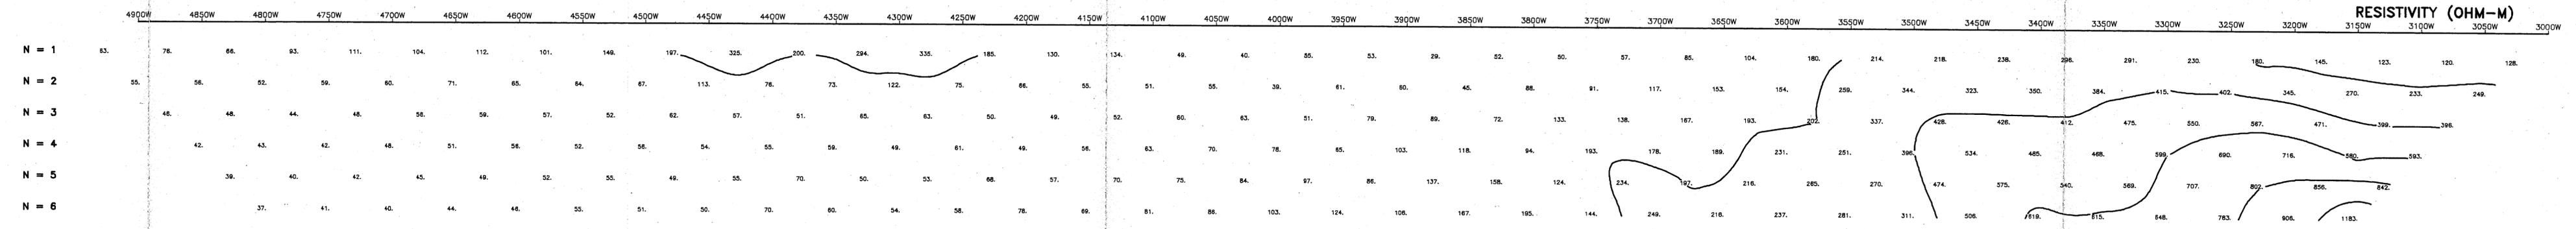 RESISTIVITY (OHM-M)
4900W 4850W 4800W 4750W 4700W 4650W 4600W 4550W 4500W 4450W 4400W 4350W 4300W 4250W 4200W 4150W 4100W 4050W 4000W 3950W 3900W 3850W 3800W 3750W 3700W 3650W 3600W 3550W 3500W 3450W 3400W 3350W 3300W 3250W 3200W 3150W 3100W 3050W 3000W
N = 1 63. 78. 66. 93. 111. 104. 112. 101. 149. 197. 325. 200. 294. 335. 185. 130. 134. 49. 40. 55. 53. 29. 52. 50. 57. 85. 104. 180. 214. 218. 238. 296. 291. 230. 180. 145. 123. 120. 128.
N = 2 55. 56. 52. 59. 60. 71. 65. 64. 67. 113. 76. 73. 122. 75. 66. 55. 51. 55. 39. 61. 60. 45. 88. 91. 117. 153. 154. 259. 344. 323. 350. 384. 415. 402. 345. 270. 233. 249.
N = 3 46. 48. 44. 48. 56. 59. 57. 52. 62. 57. 51. 65. 63. 50. 49. 52. 60. 63. 51. 79. 89. 72. 133. 138. 167. 193. 202. 337. 428. 426. 412. 475. 550. 567. 471. 399. 396.
N = 4 42. 43. 42. 48. 51. 56. 52. 56. 54. 55. 59. 49. 61. 49. 56. 63. 70. 78. 65. 103. 118. 94. 193. 178. 189. 231. 251. 396. 534. 485. 468. 599. 690. 716. 580. 593.
N = 5 39. 40. 42. 45. 49. 52. 55. 49. 55. 70. 50. 53. 68. 57. 70. 75. 84. 97. 86. 137. 158. 124. 234. 197. 216. 265. 270. 474. 575. 540. 569. 707. 802. 856. 842.
N = 6 37. 41. 40. 44. 46. 55. 51. 50. 70. 60. 54. 58. 78. 69. 81. 88. 103. 124. 106. 167. 195. 144. 249. 216. 237. 281. 311. 506. 619. 615. 648. 783. 906. 1183.